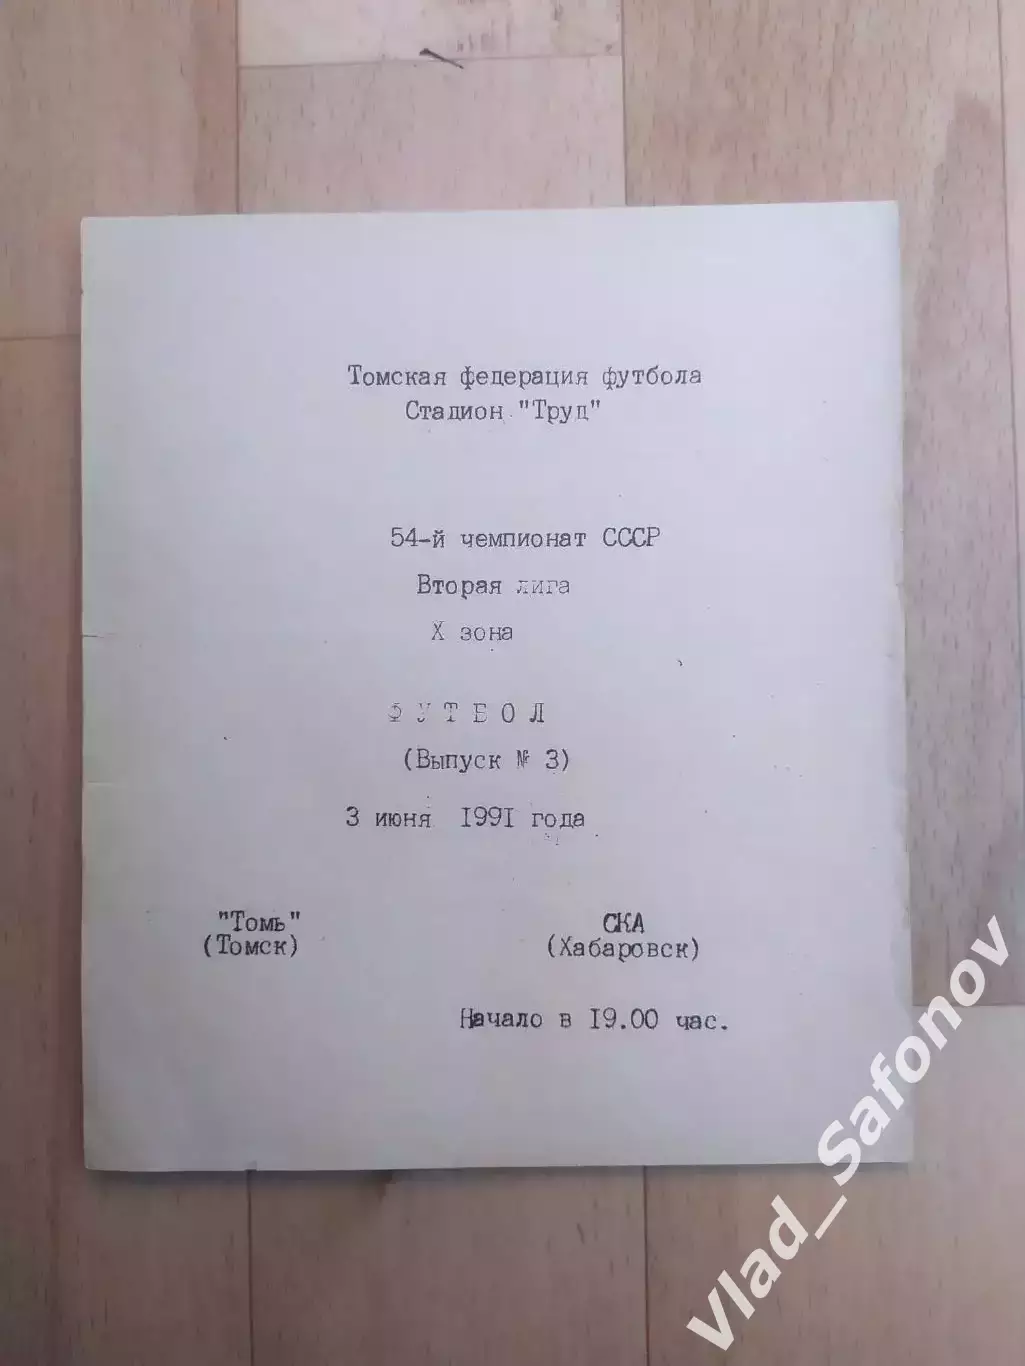 Томская федерация футбола
Стадион "Труд"
54-й чемпионат СССР
Вторая лига
X зона
ФУТБОЛ
(Выпуск № 3)
3 июня 1991 года
"Томь" СКА
(Томск) (Хабаровск)
Начало в 19.00 час.
Vlad_Safonov